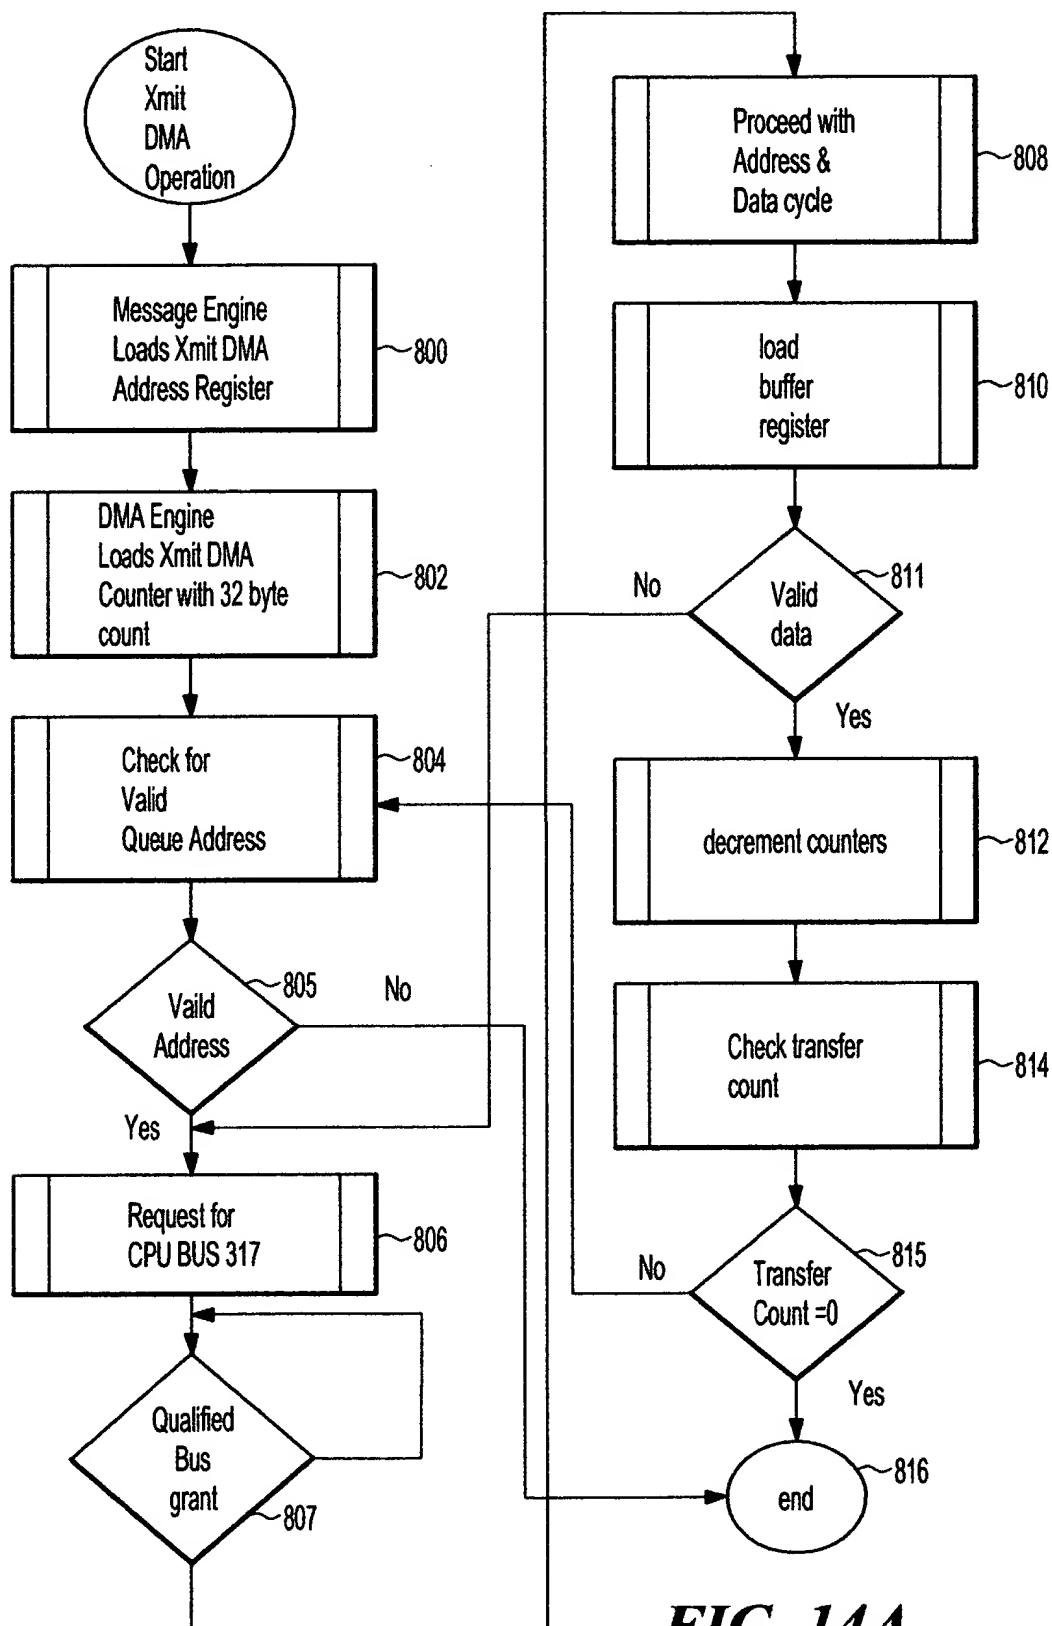 Start
Xmit
DMA
Operation
Message Engine
Loads Xmit DMA
Address Register
800
DMA Engine
Loads Xmit DMA
Counter with 32 byte
count
802
Check for
Valid
Queue Address
804
Vaild
Address
805
No
Yes
Request for
CPU BUS 317
806
Qualified
Bus
grant
807
Proceed with
Address &
Data cycle
808
load
buffer
register
810
Valid
data
811
No
Yes
decrement counters
812
Check transfer
count
814
Transfer
Count =0
815
No
Yes
end
816
FIG. 14A